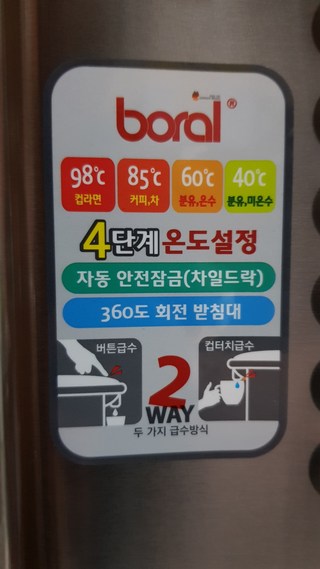 boral®
98℃ 85℃ 60℃ 40℃
컵라면 커피,차 분유,온수 분유,미온수
4단계 온도설정
자동 안전잠금(차일드락)
360도 회전 받침대
버튼급수 컵터치급수
2
WAY
두 가지 급수방식